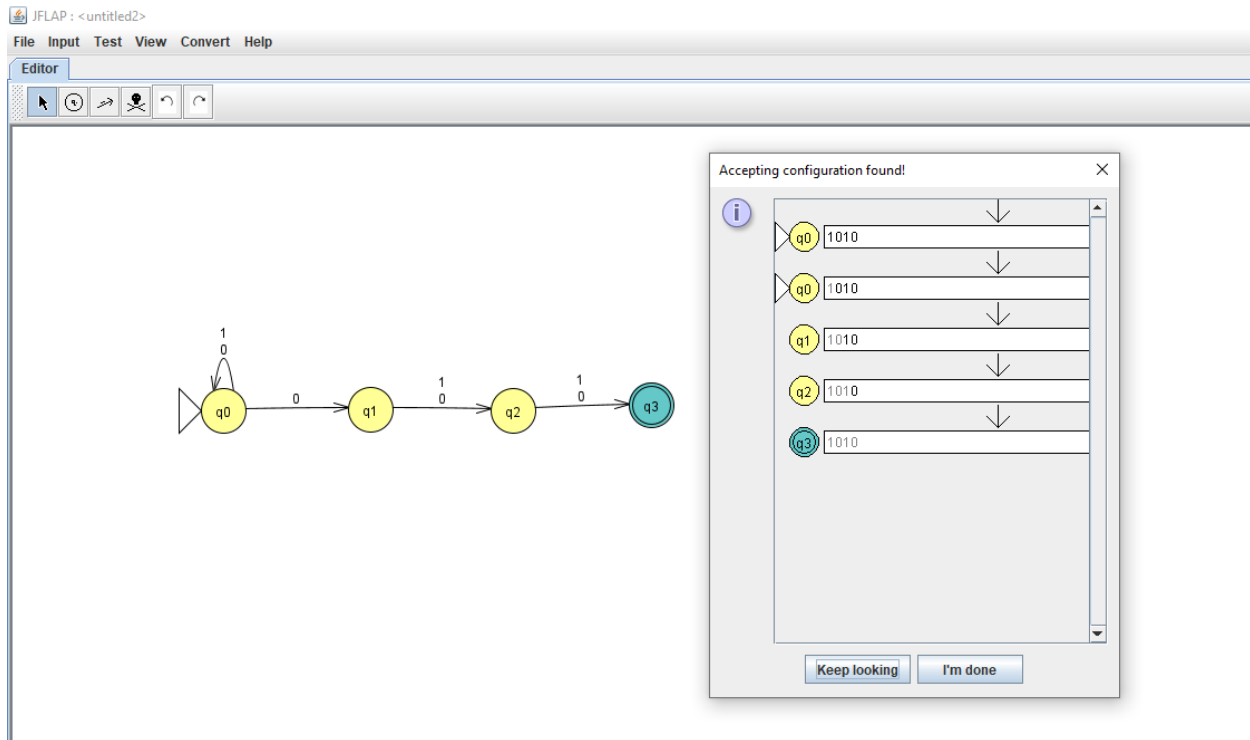 JFLAP : <untitled2>
File Input Test View Convert Help
Editor
1
0
q0
0
q1
1
0
q2
1
0
q3
Accepting configuration found!
i
q0 1010
q0 1010
q1 1010
q2 1010
q3 1010
Keep looking I'm done